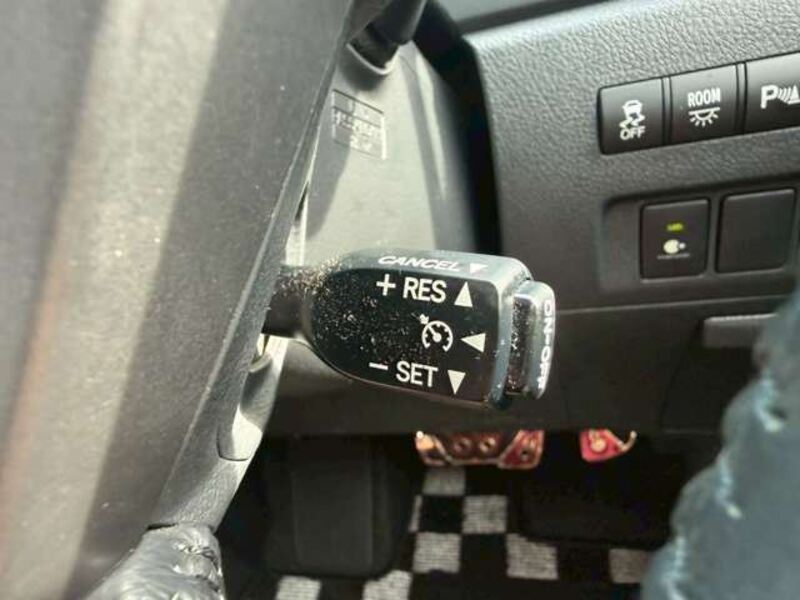 OFF
ROOM
P
CANCEL
+ RES
ON-OFF
− SET